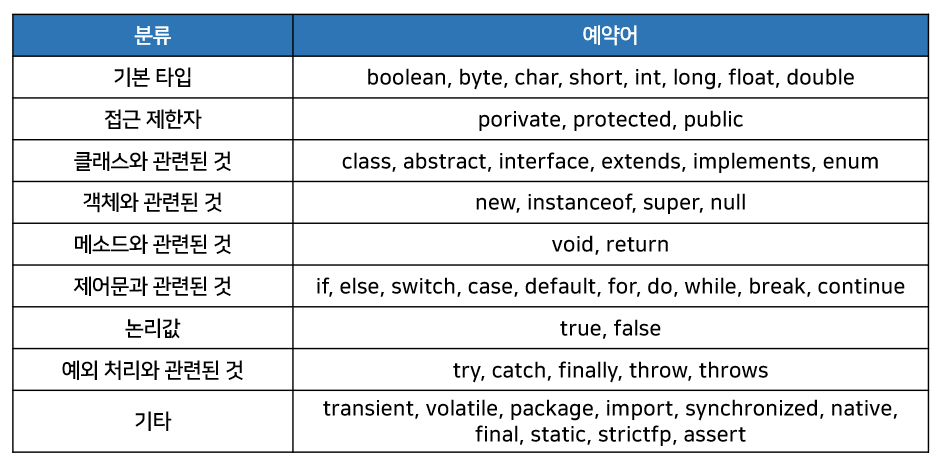 분류 예약어
기본 타입 boolean, byte, char, short, int, long, float, double
접근 제한자 porivate, protected, public
클래스와 관련된 것 class, abstract, interface, extends, implements, enum
객체와 관련된 것 new, instanceof, super, null
메소드와 관련된 것 void, return
제어문과 관련된 것 if, else, switch, case, default, for, do, while, break, continue
논리값 true, false
예외 처리와 관련된 것 try, catch, finally, throw, throws
기타 transient, volatile, package, import, synchronized, native,
final, static, strictfp, assert